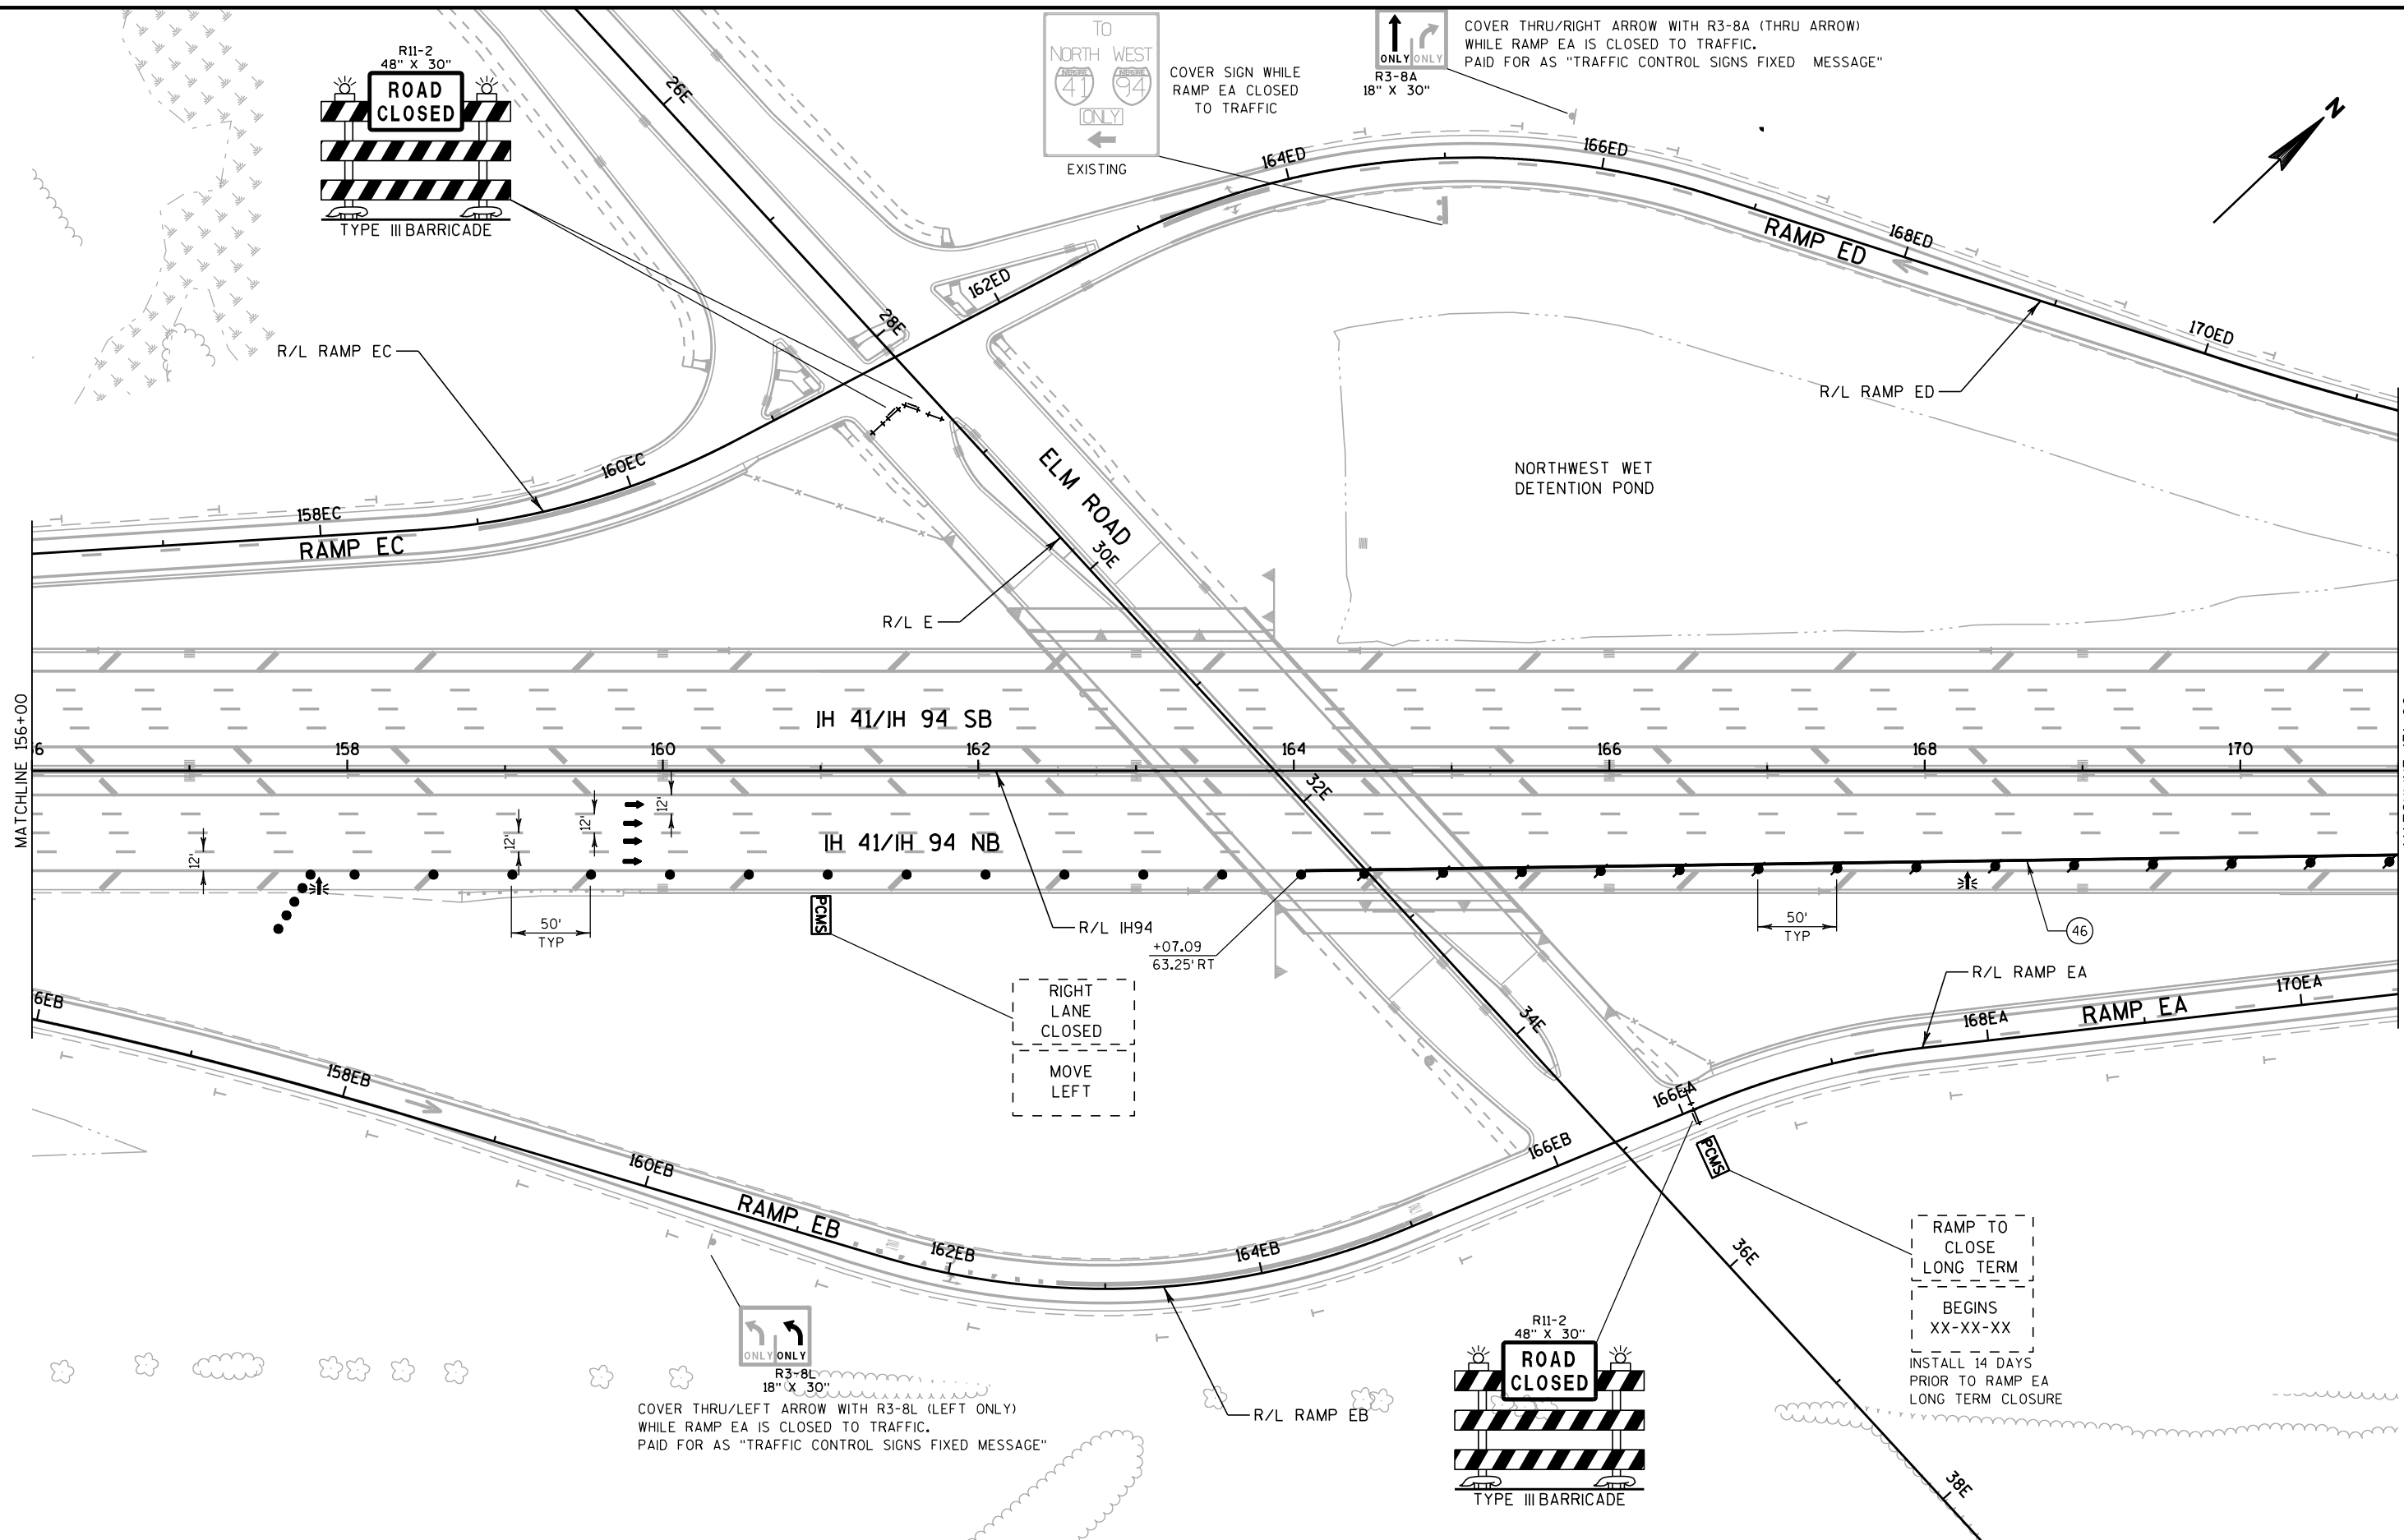 R11-2
48" X 30"
ROAD
CLOSED
TYPE III BARRICADE
TO
NORTH WEST
41 94
ONLY
EXISTING
COVER SIGN WHILE
RAMP EA CLOSED
TO TRAFFIC
ONLY ONLY
R3-8A
18" X 30"
COVER THRU/RIGHT ARROW WITH R3-8A (THRU ARROW)
WHILE RAMP EA IS CLOSED TO TRAFFIC.
PAID FOR AS "TRAFFIC CONTROL SIGNS FIXED MESSAGE"
N
26E
28E
30E
32E
34E
36E
38E
162ED
164ED
166ED
168ED
170ED
RAMP ED
R/L RAMP ED
R/L RAMP EC
158EC
160EC
RAMP EC
ELM ROAD
R/L E
NORTHWEST WET
DETENTION POND
MATCHLINE 156+00
IH 41/IH 94 SB
6
158
160
162
164
166
168
170
12'
12'
12'
12'
IH 41/IH 94 NB
50'
TYP
PCMS
R/L IH94
+07.09
63.25' RT
50'
TYP
46
RIGHT
LANE
CLOSED
MOVE
LEFT
R/L RAMP EA
166EA
168EA
170EA
RAMP EA
6EB
158EB
160EB
162EB
164EB
166EB
RAMP EB
R/L RAMP EB
PCMS
RAMP TO
CLOSE
LONG TERM
BEGINS
XX-XX-XX
INSTALL 14 DAYS
PRIOR TO RAMP EA
LONG TERM CLOSURE
ONLY ONLY
R3-8L
18" X 30"
COVER THRU/LEFT ARROW WITH R3-8L (LEFT ONLY)
WHILE RAMP EA IS CLOSED TO TRAFFIC.
PAID FOR AS "TRAFFIC CONTROL SIGNS FIXED MESSAGE"
R11-2
48" X 30"
ROAD
CLOSED
TYPE III BARRICADE